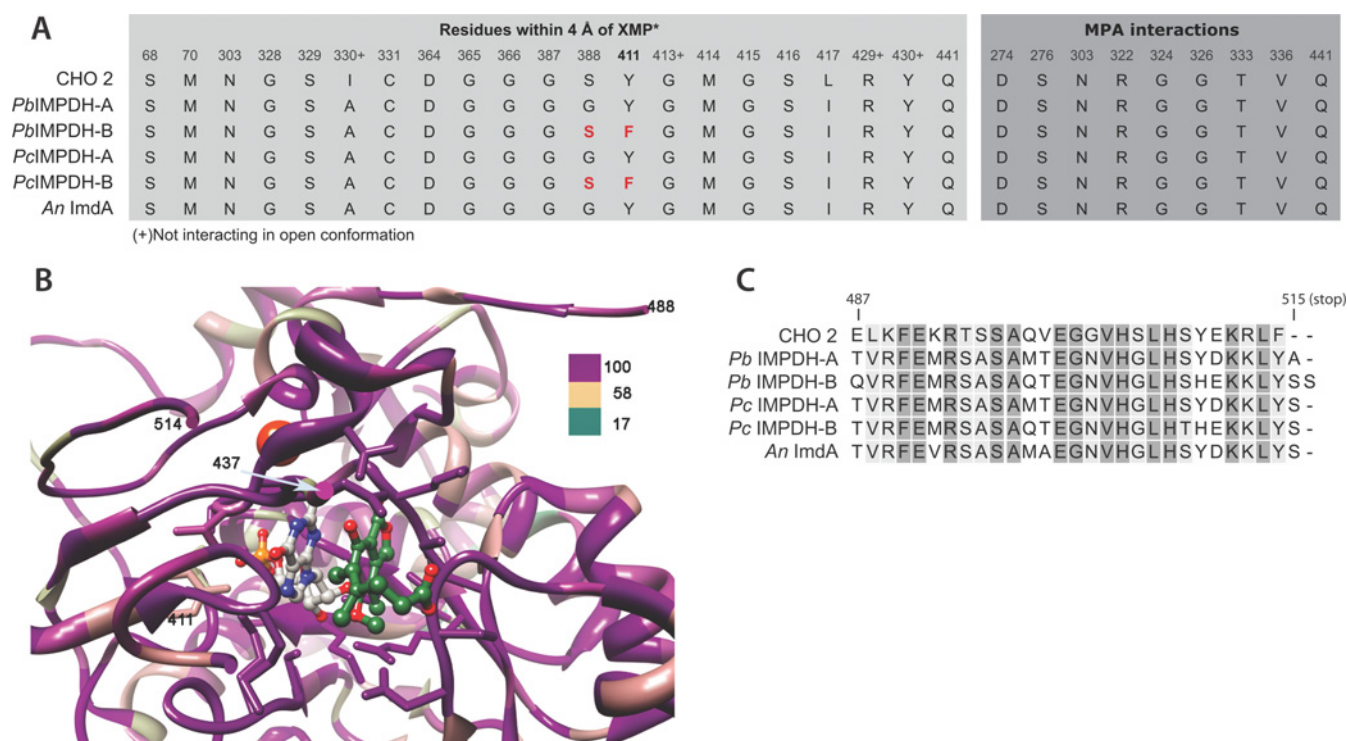 A
Residues within 4 Å of XMP*
MPA interactions
68 70 303 328 329 330+ 331 364 365 366 387 388 411 413+ 414 415 416 417 429+ 430+ 441 274 276 303 322 324 326 333 336 441
CHO 2 S M N G S I C D G G G S Y G M G S L R Y Q D S N R G G T V Q
PbIMPDH-A S M N G S A C D G G G G Y G M G S I R Y Q D S N R G G T V Q
PbIMPDH-B S M N G S A C D G G G S F G M G S I R Y Q D S N R G G T V Q
PcIMPDH-A S M N G S A C D G G G G Y G M G S I R Y Q D S N R G G T V Q
PcIMPDH-B S M N G S A C D G G G S F G M G S I R Y Q D S N R G G T V Q
An ImdA S M N G S A C D G G G G Y G M G S I R Y Q D S N R G G T V Q
(+)Not interacting in open conformation
B
488
100
58
17
514
437
411
C
487 515 (stop)
CHO 2 E L K F E K R T S S A Q V E G G V H S L H S Y E K R L F - -
Pb IMPDH-A T V R F E M R S A S A M T E G N V H G L H S Y D K K L Y A -
Pb IMPDH-B Q V R F E M R S A S A Q T E G N V H G L H S H E K K L Y S S
Pc IMPDH-A T V R F E M R S A S A M T E G N V H G L H S Y D K K L Y S -
Pc IMPDH-B T V R F E M R S A S A Q T E G N V H G L H T H E K K L Y S -
An ImdA T V R F E V R S A S A M A E G N V H G L H S Y D K K L Y S -